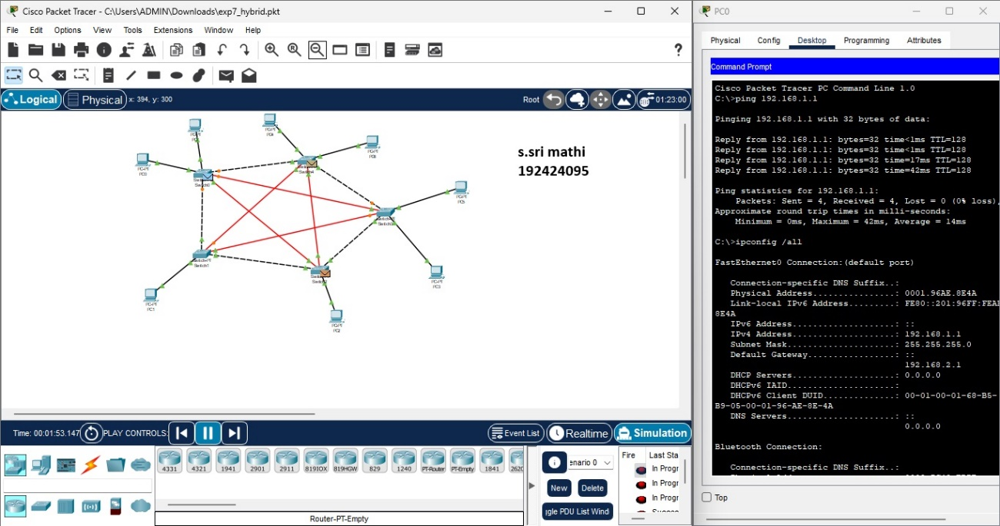 Cisco Packet Tracer - C:\Users\ADMIN\Downloads\exp7_hybrid.pkt
File Edit Options View Tools Extensions Window Help
Logical Physical x: 394, y: 300 Root 01:23:00
s.sri mathi
192424095
PC-PT
PC0
PC-PT
PC-PT
PC-PT
Switch4
PC-PT
Switch-PT
Switch1
PC-PT
PC1
PC-PT
PC2
PC-PT
PC3
Time: 00:01:53.147 PLAY CONTROLS: Event List Realtime Simulation
4331 4321 1941 2901 2911 819IOX 819HGW 829 1240 PT-Router PT-Empty 1841 2620
Router-PT-Empty
enario 0
New Delete
gle PDU List Wind
Fire Last Sta
In Progr
In Progr
In Progr
PC0
Physical Config Desktop Programming Attributes
Command Prompt
Cisco Packet Tracer PC Command Line 1.0
C:\>ping 192.168.1.1
Pinging 192.168.1.1 with 32 bytes of data:
Reply from 192.168.1.1: bytes=32 time<1ms TTL=128
Reply from 192.168.1.1: bytes=32 time<1ms TTL=128
Reply from 192.168.1.1: bytes=32 time=17ms TTL=128
Reply from 192.168.1.1: bytes=32 time=42ms TTL=128
Ping statistics for 192.168.1.1:
Packets: Sent = 4, Received = 4, Lost = 0 (0% loss),
Approximate round trip times in milli-seconds:
Minimum = 0ms, Maximum = 42ms, Average = 14ms
C:\>ipconfig /all
FastEthernet0 Connection:(default port)
Connection-specific DNS Suffix..:
Physical Address................: 0001.96AE.8E4A
Link-local IPv6 Address.........: FE80::201:96FF:FEAE
8E4A
IPv6 Address....................: ::
IPv4 Address....................: 192.168.1.1
Subnet Mask.....................: 255.255.255.0
Default Gateway.................: ::
192.168.2.1
DHCP Servers....................: 0.0.0.0
DHCPv6 IAID.....................:
DHCPv6 Client DUID..............: 00-01-00-01-68-B5-
B9-05-00-01-96-AE-8E-4A
DNS Servers.....................: ::
0.0.0.0
Bluetooth Connection:
Connection-specific DNS Suffix..:
Top